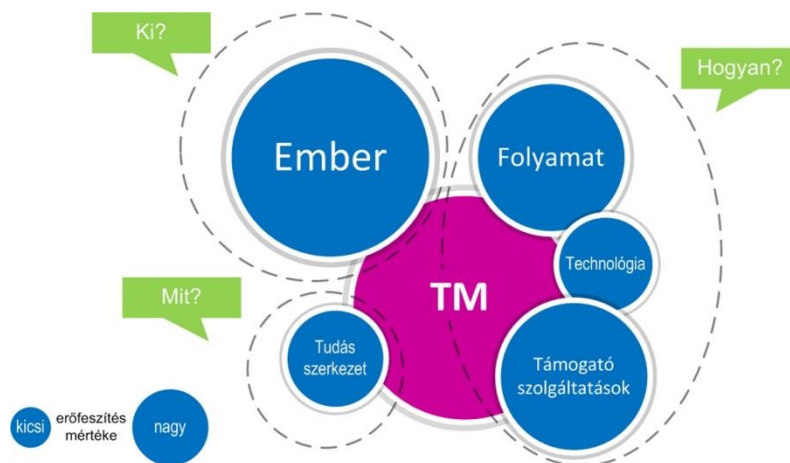 Ki?
Hogyan?
Ember
Folyamat
Technológia
TM
Mit?
Tudás
szerkezet
Támogató
szolgáltatások
kicsi
erőfeszítés
mértéke
nagy